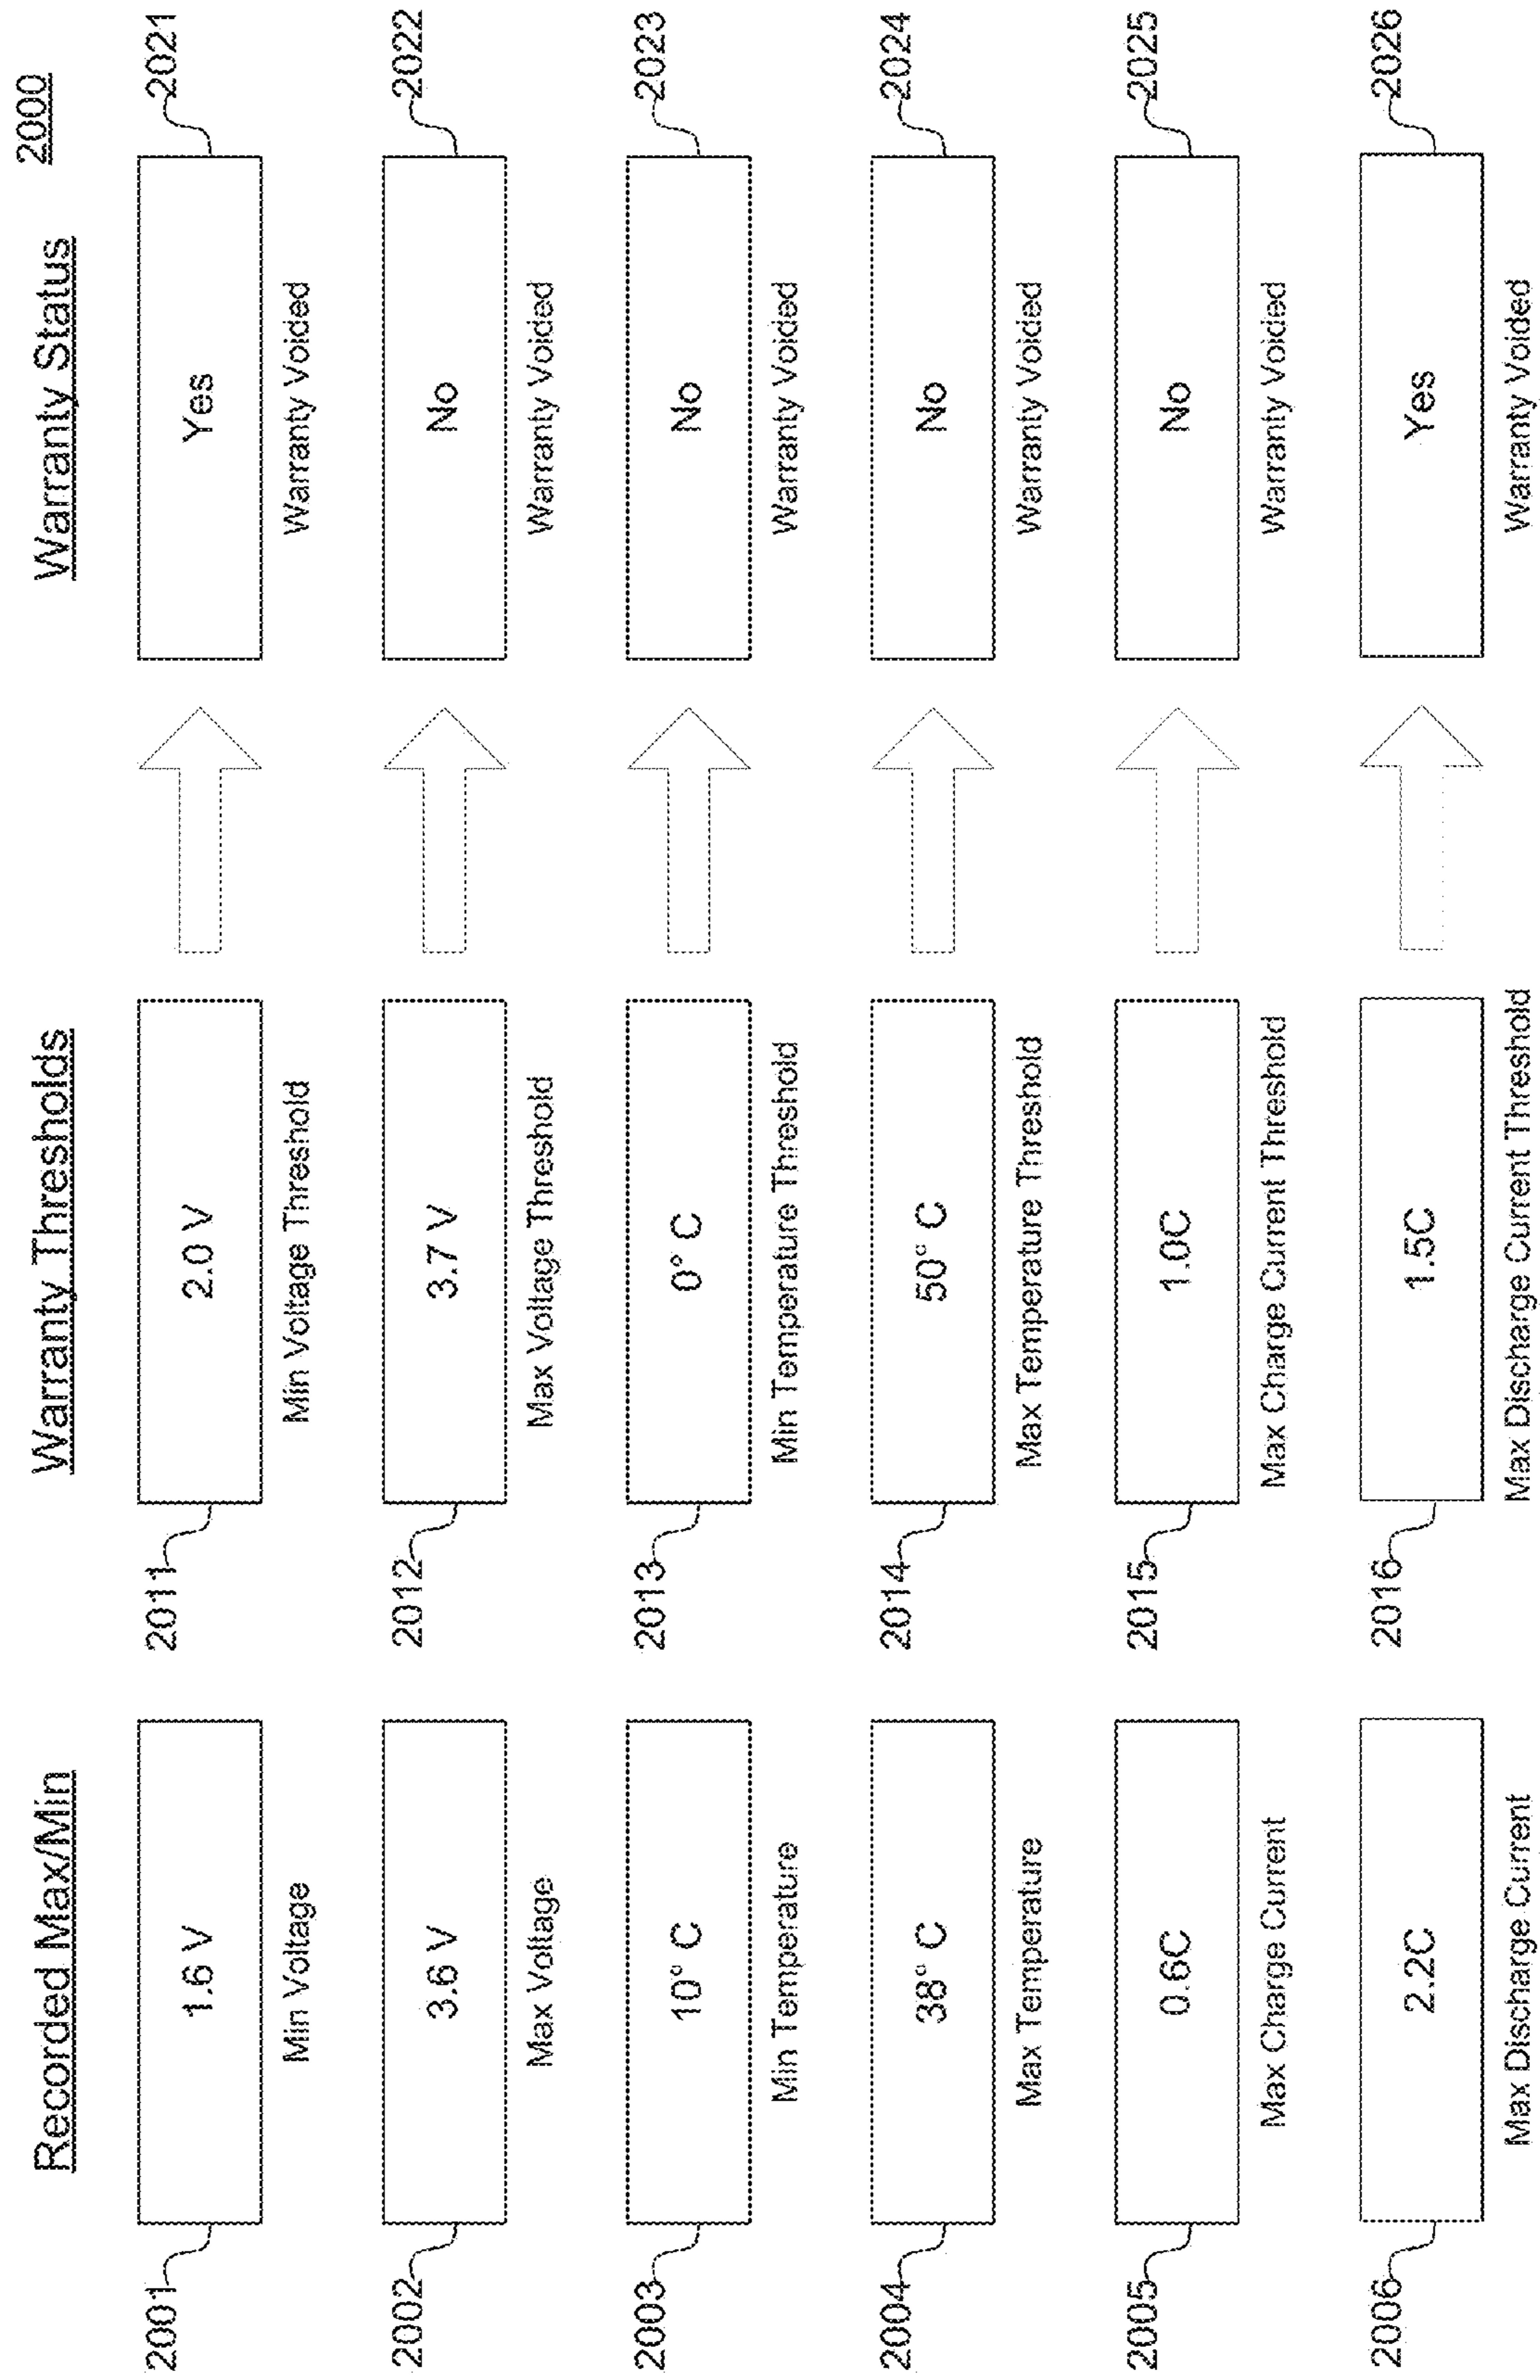 2000
Recorded Max/Min
Warranty Thresholds
Warranty Status
2001
1.6 V
Min Voltage
2011
2.0 V
Min Voltage Threshold
Yes
Warranty Voided
2021
2002
3.6 V
Max Voltage
2012
3.7 V
Max Voltage Threshold
No
Warranty Voided
2022
2003
10° C
Min Temperature
2013
0° C
Min Temperature Threshold
No
Warranty Voided
2023
2004
38° C
Max Temperature
2014
50° C
Max Temperature Threshold
No
Warranty Voided
2024
2005
0.6C
Max Charge Current
2015
1.0C
Max Charge Current Threshold
No
Warranty Voided
2025
2006
2.2C
Max Discharge Current
2016
1.5C
Max Discharge Current Threshold
Yes
Warranty Voided
2026